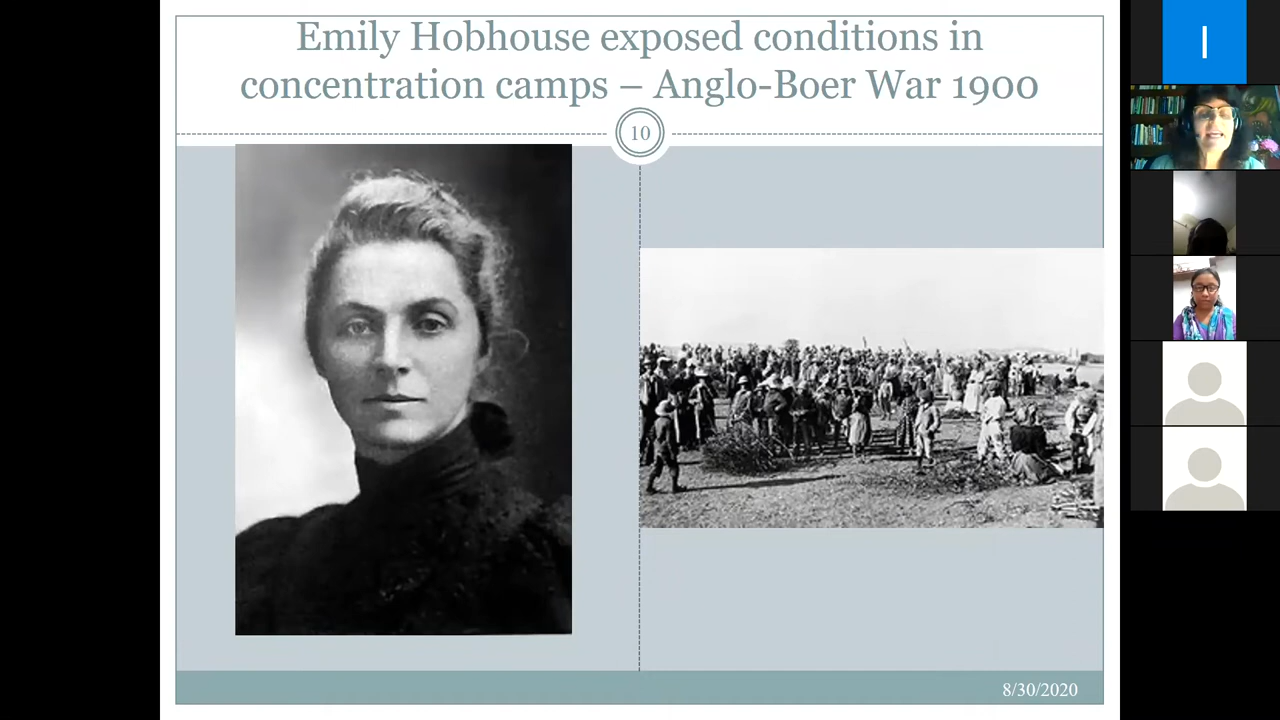 Emily Hobhouse exposed conditions in
concentration camps – Anglo-Boer War 1900
10
8/30/2020
I